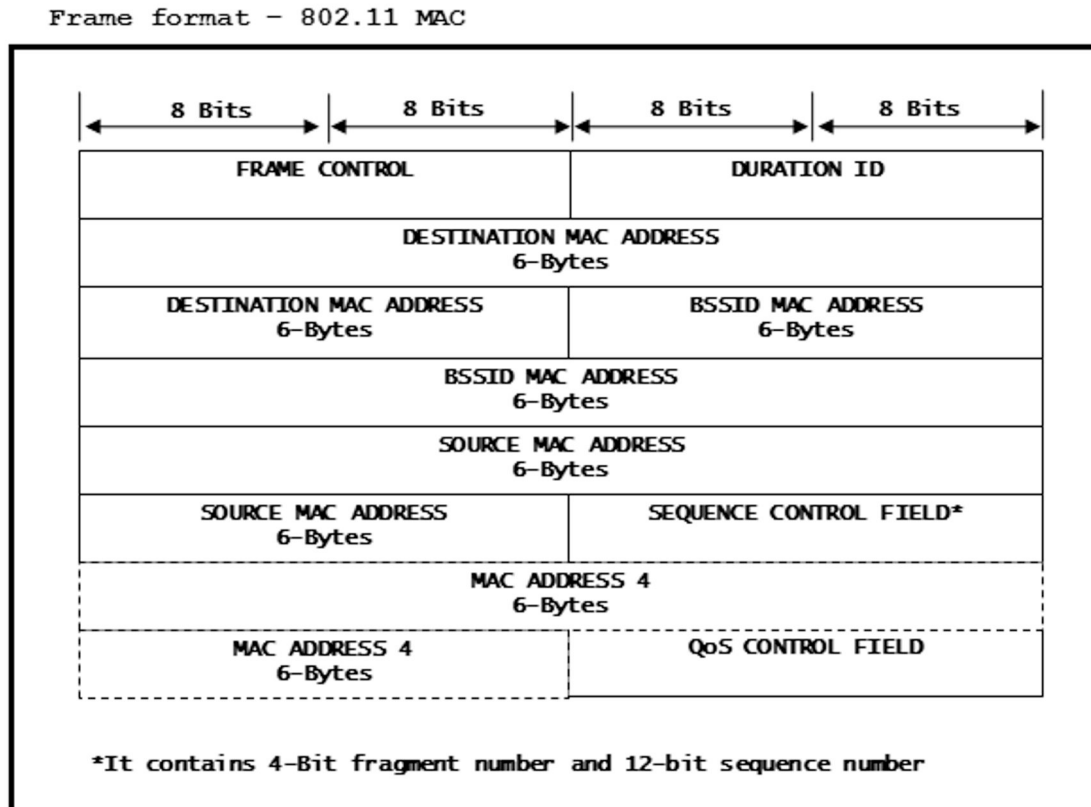 Frame format - 802.11 MAC
8 Bits 8 Bits 8 Bits 8 Bits
FRAME CONTROL DURATION ID
DESTINATION MAC ADDRESS
6-Bytes
DESTINATION MAC ADDRESS BSSID MAC ADDRESS
6-Bytes 6-Bytes
BSSID MAC ADDRESS
6-Bytes
SOURCE MAC ADDRESS
6-Bytes
SOURCE MAC ADDRESS SEQUENCE CONTROL FIELD*
6-Bytes
MAC ADDRESS 4
6-Bytes
MAC ADDRESS 4 QoS CONTROL FIELD
6-Bytes
*It contains 4-Bit fragment number and 12-bit sequence number